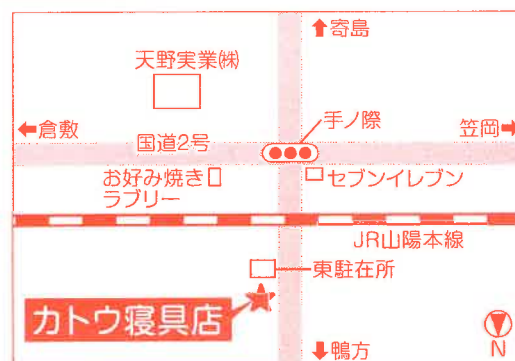 ↑寄島
天野実業㈱
手ノ際
←倉敷
笠岡→
国道2号
お好み焼き
ラブリー
セブンイレブン
JR山陽本線
東駐在所
カトウ寝具店
↓鴨方
N